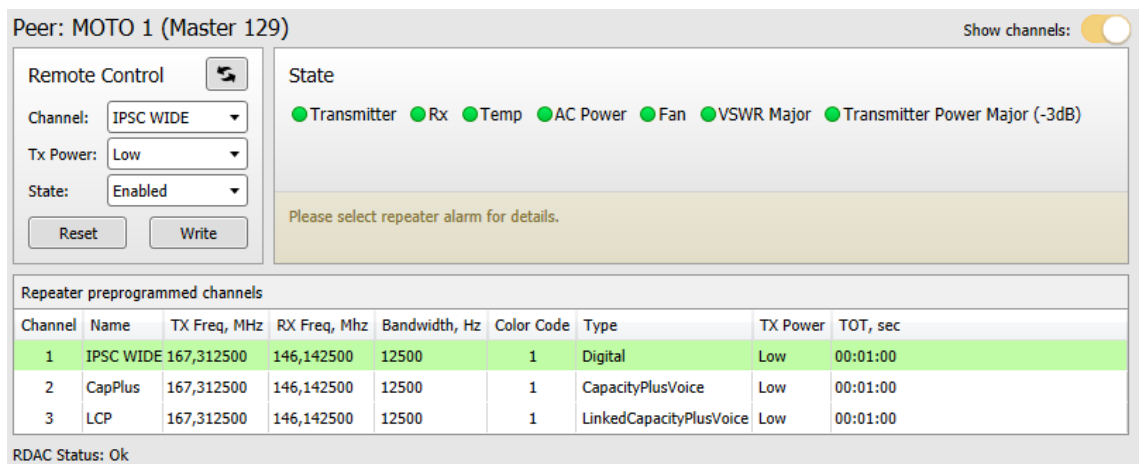 Peer: MOTO 1 (Master 129)
Show channels:
Remote Control
Channel: IPSC WIDE
Tx Power: Low
State: Enabled
Reset Write
State
Transmitter Rx Temp AC Power Fan VSWR Major Transmitter Power Major (-3dB)
Please select repeater alarm for details.
Repeater preprogrammed channels
Channel Name TX Freq, MHz RX Freq, Mhz Bandwidth, Hz Color Code Type TX Power TOT, sec
1 IPSC WIDE 167,312500 146,142500 12500 1 Digital Low 00:01:00
2 CapPlus 167,312500 146,142500 12500 1 CapacityPlusVoice Low 00:01:00
3 LCP 167,312500 146,142500 12500 1 LinkedCapacityPlusVoice Low 00:01:00
RDAC Status: Ok